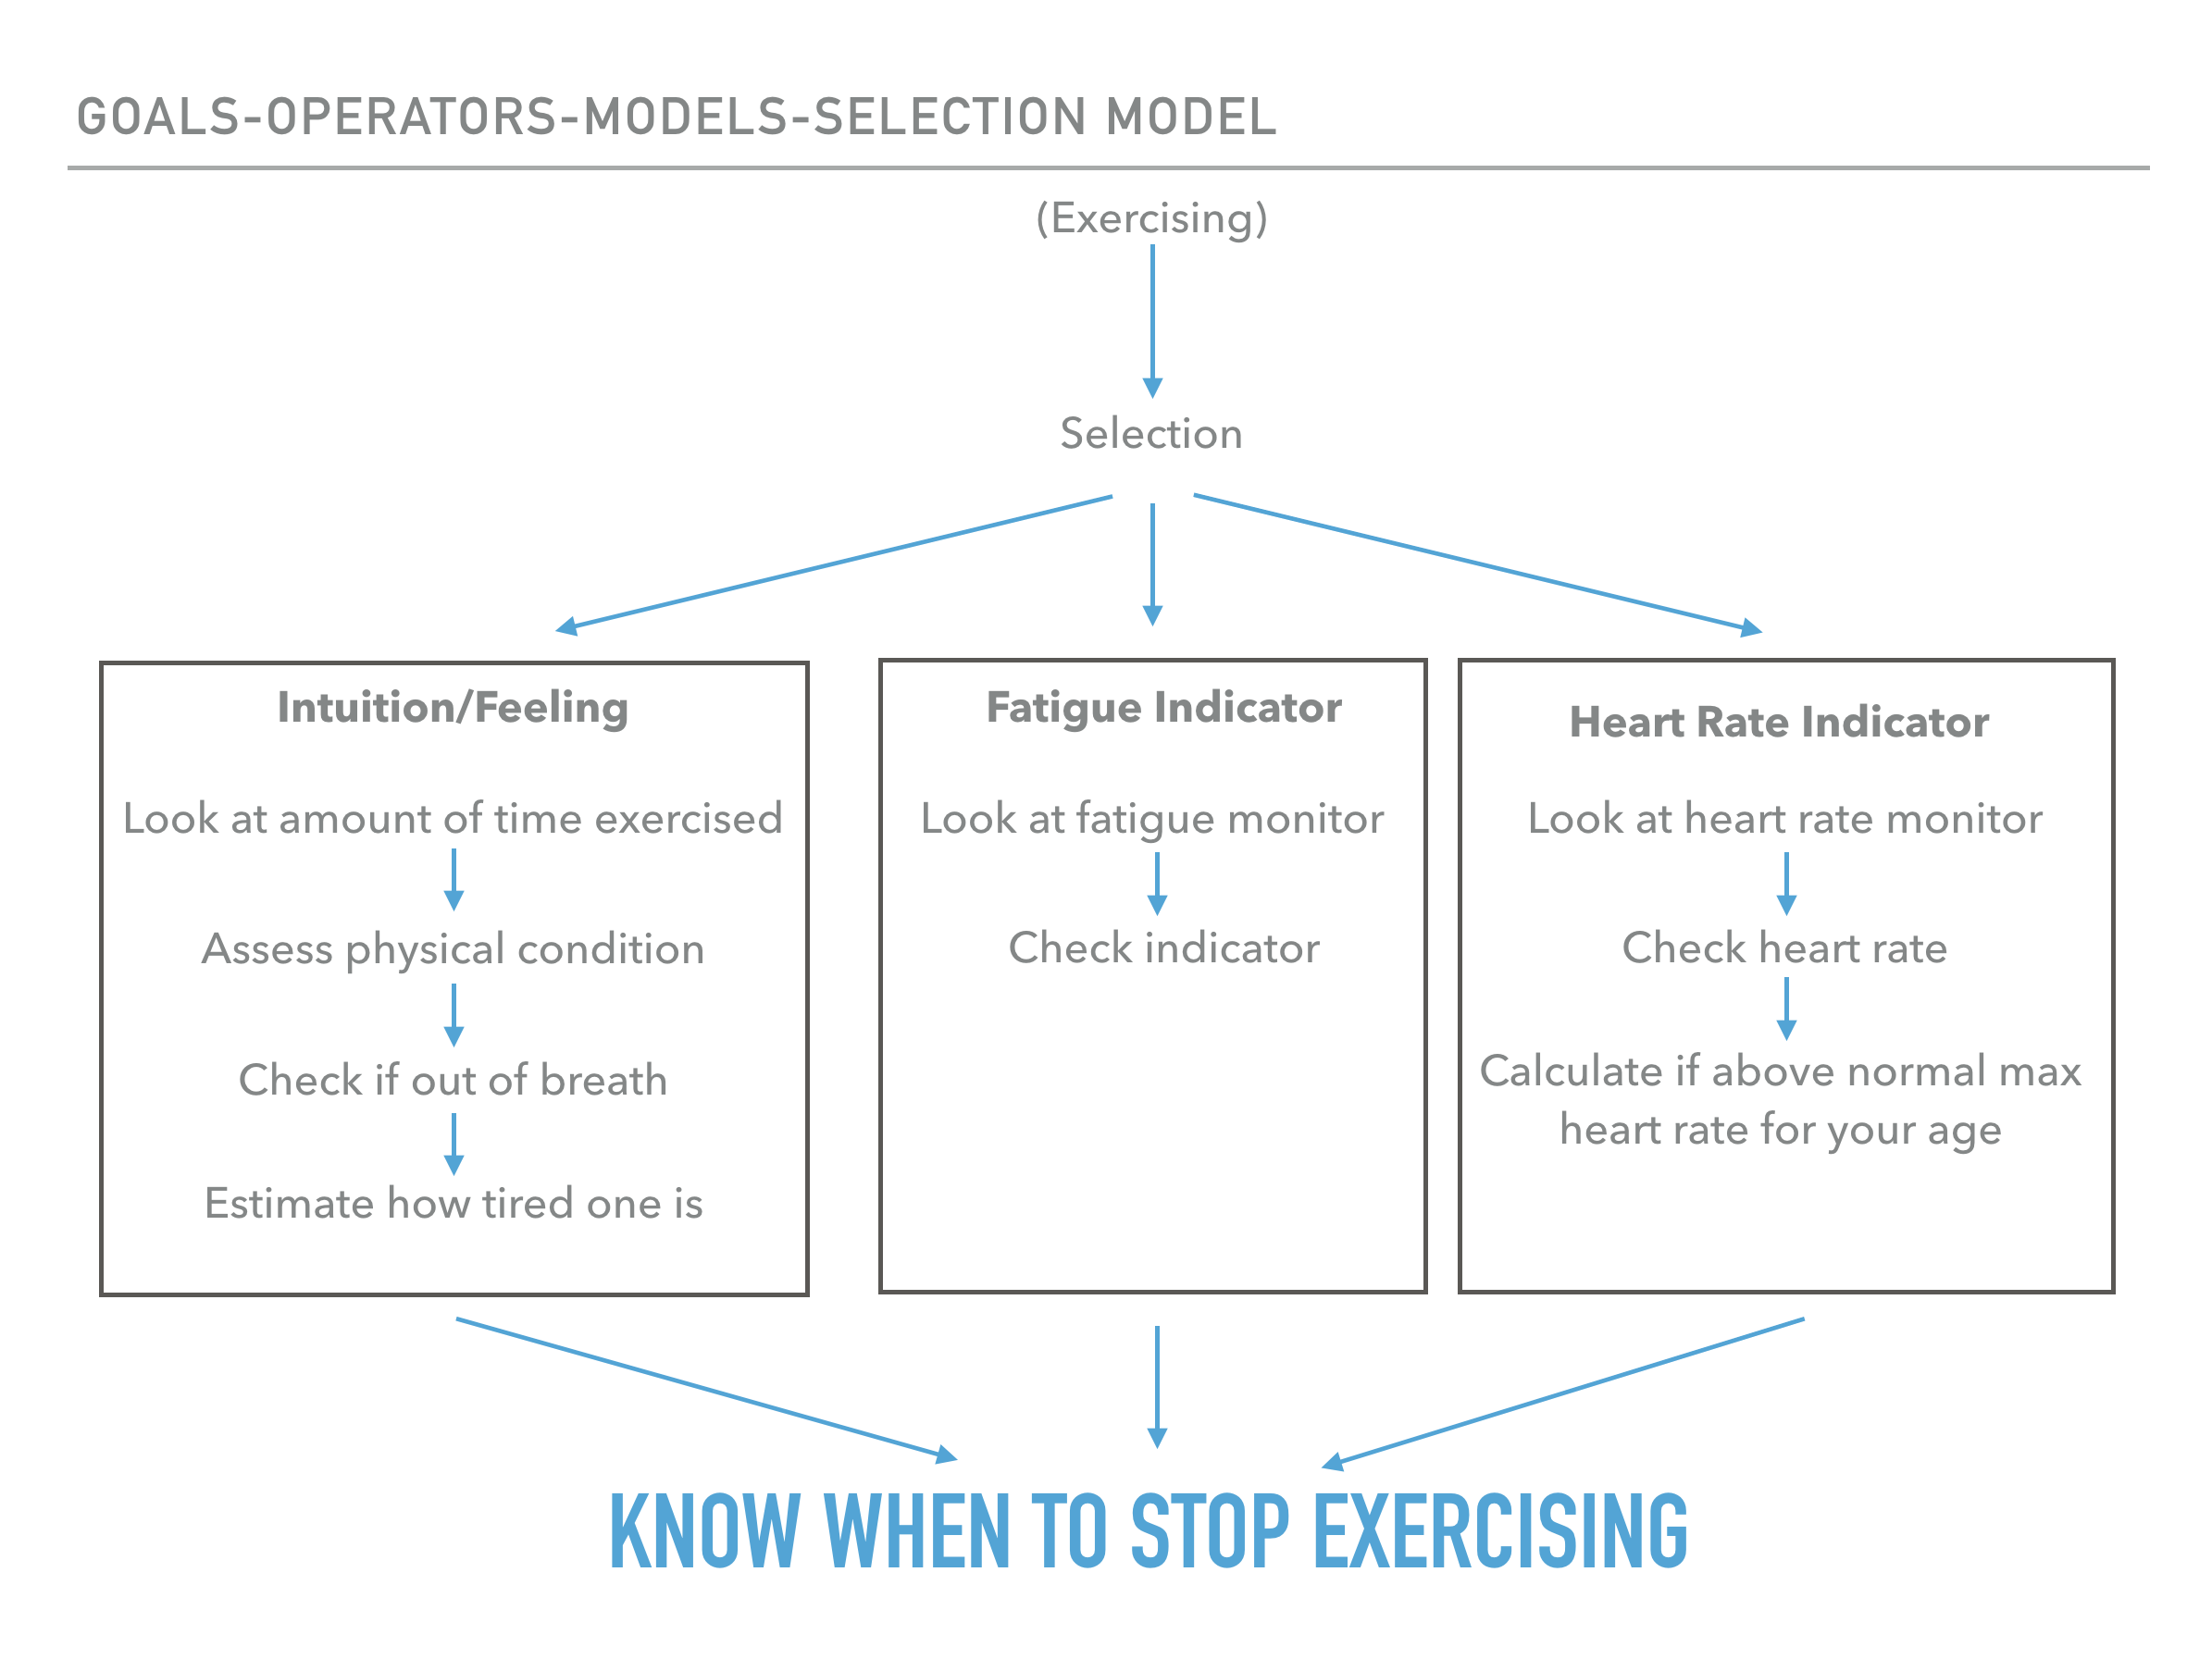 GOALS-OPERATORS-MODELS-SELECTION MODEL
(Exercising)
Selection
Intuition/Feeling
Look at amount of time exercised
Assess physical condition
Check if out of breath
Estimate how tired one is
Fatigue Indicator
Look at fatigue monitor
Check indicator
Heart Rate Indicator
Look at heart rate monitor
Check heart rate
Calculate if above normal max
heart rate for your age
KNOW WHEN TO STOP EXERCISING